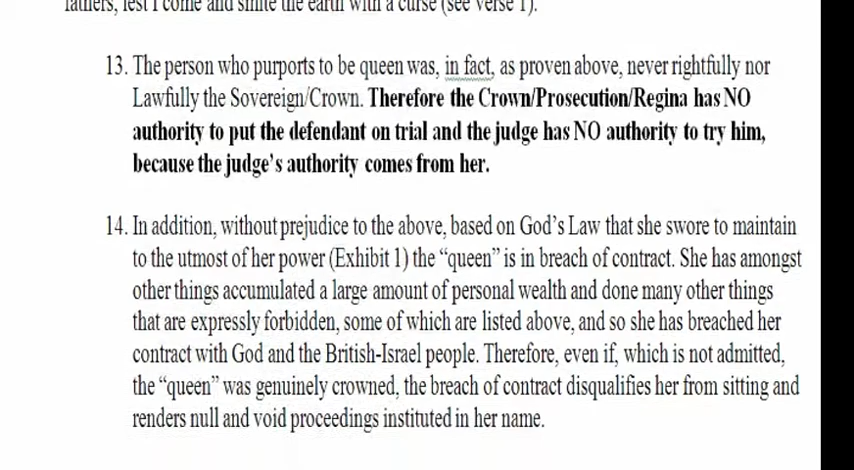 fathers, lest I come and smite the earth with a curse (see verse 1).
13. The person who purports to be queen was, in fact, as proven above, never rightfully nor
Lawfully the Sovereign/Crown. Therefore the Crown/Prosecution/Regina has NO
authority to put the defendant on trial and the judge has NO authority to try him,
because the judge's authority comes from her.
14. In addition, without prejudice to the above, based on God's Law that she swore to maintain
to the utmost of her power (Exhibit 1) the "queen" is in breach of contract. She has amongst
other things accumulated a large amount of personal wealth and done many other things
that are expressly forbidden, some of which are listed above, and so she has breached her
contract with God and the British-Israel people. Therefore, even if, which is not admitted,
the "queen" was genuinely crowned, the breach of contract disqualifies her from sitting and
renders null and void proceedings instituted in her name.